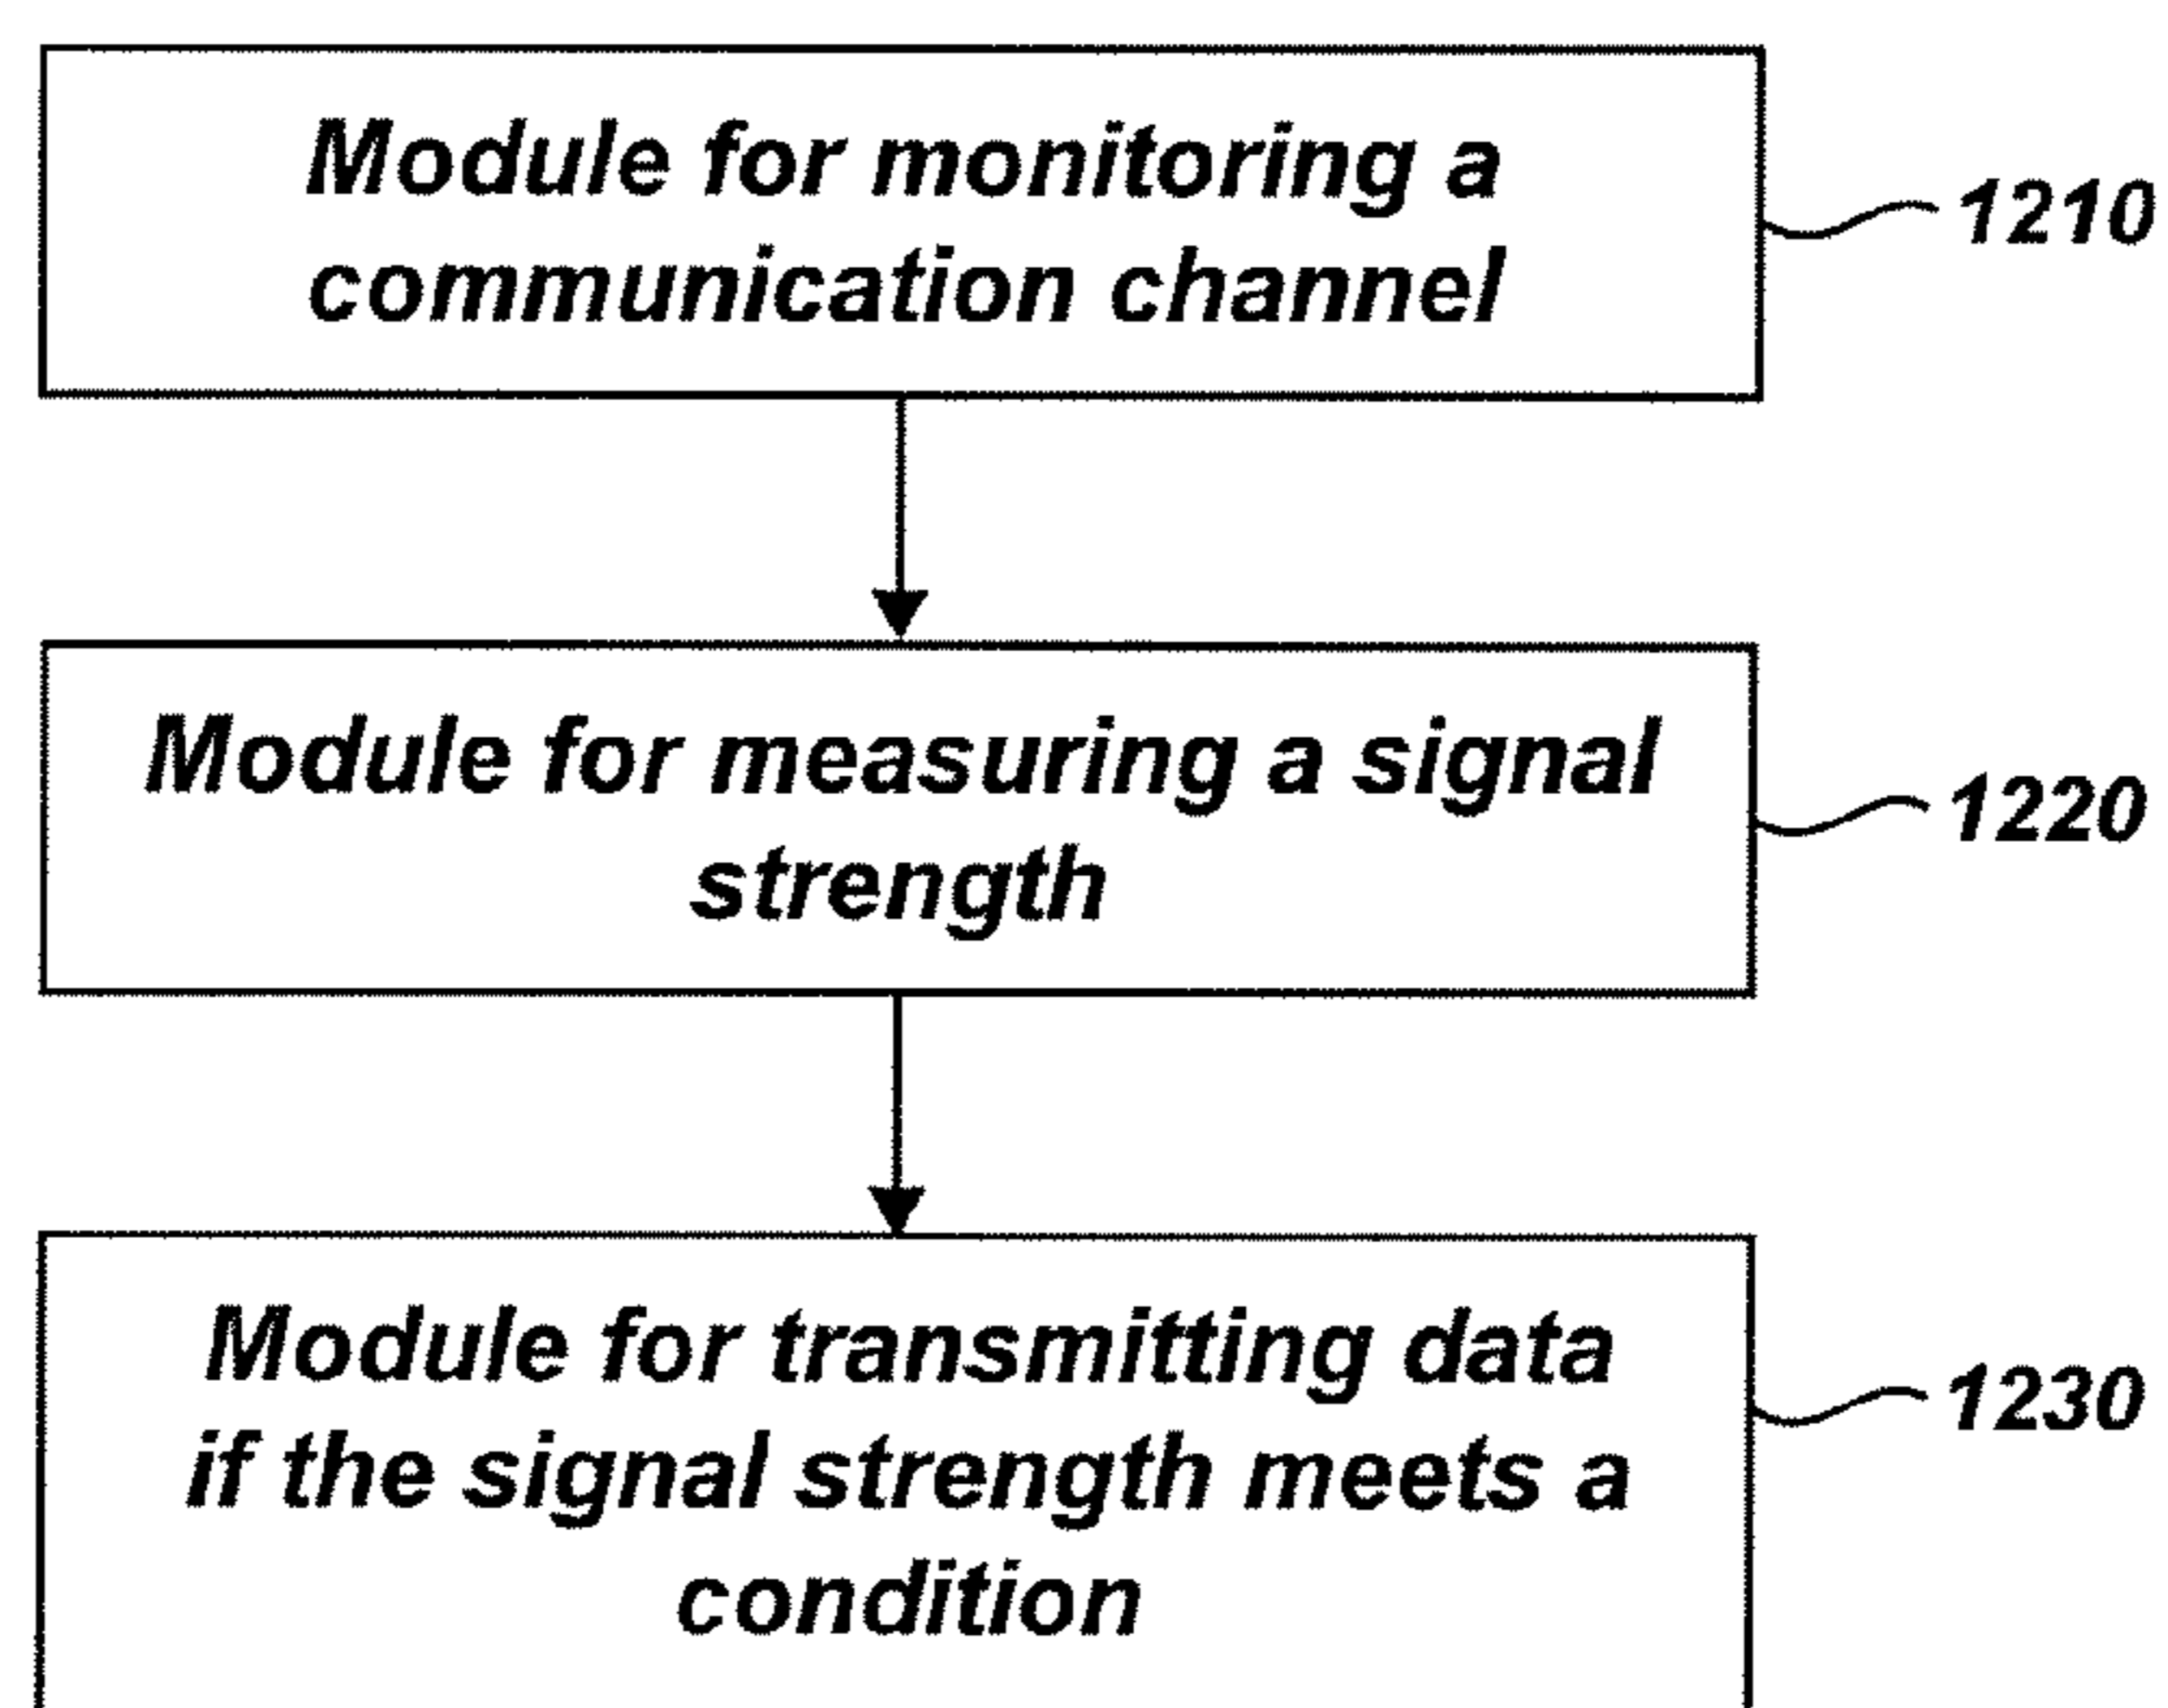 Module for monitoring a
communication channel
1210
Module for measuring a signal
strength
1220
Module for transmitting data
if the signal strength meets a
condition
1230